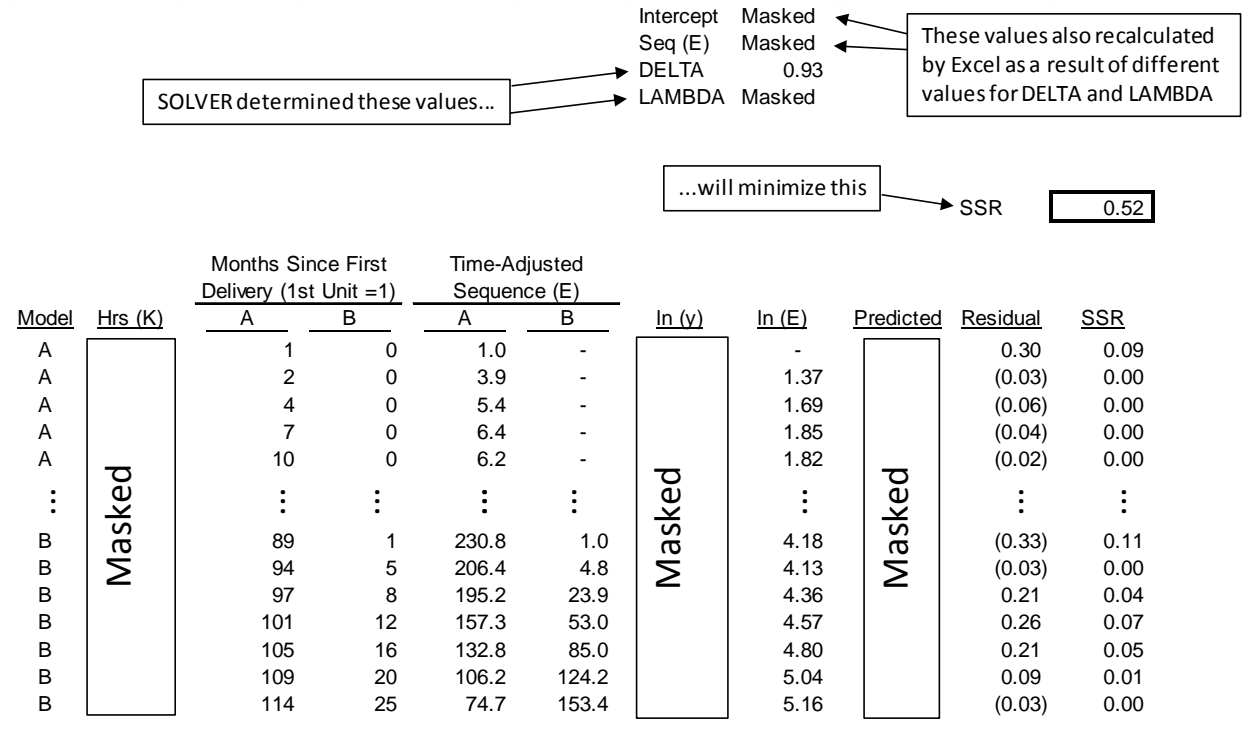 Intercept Masked
Seq (E) Masked
DELTA 0.93
LAMBDA Masked
These values also recalculated
by Excel as a result of different
values for DELTA and LAMBDA
SOLVER determined these values...
...will minimize this
SSR 0.52
Months Since First
Delivery (1st Unit =1)
Time-Adjusted
Sequence (E)
Model Hrs (K) A B A B ln (y) ln (E) Predicted Residual SSR
A 1 0 1.0 - - 0.30 0.09
A 2 0 3.9 - 1.37 (0.03) 0.00
A 4 0 5.4 - 1.69 (0.06) 0.00
A 7 0 6.4 - 1.85 (0.04) 0.00
A 10 0 6.2 - 1.82 (0.02) 0.00
⋮ ⋮ ⋮ ⋮ ⋮ ⋮ ⋮ ⋮
B 89 1 230.8 1.0 4.18 (0.33) 0.11
B 94 5 206.4 4.8 4.13 (0.03) 0.00
B 97 8 195.2 23.9 4.36 0.21 0.04
B 101 12 157.3 53.0 4.57 0.26 0.07
B 105 16 132.8 85.0 4.80 0.21 0.05
B 109 20 106.2 124.2 5.04 0.09 0.01
B 114 25 74.7 153.4 5.16 (0.03) 0.00
Masked
Masked
Masked